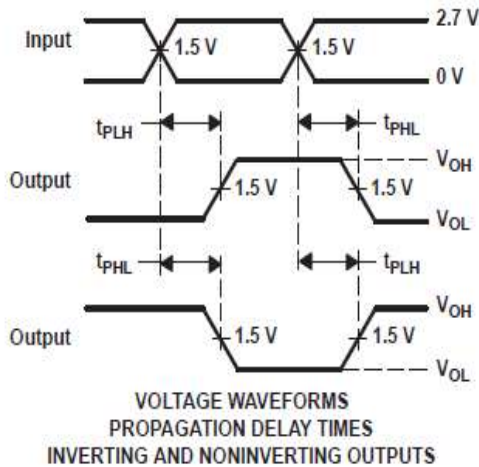 2.7 V
Input
1.5 V
1.5 V
0 V
tPLH
tPHL
VOH
Output
1.5 V
1.5 V
VOL
tPHL
tPLH
VOH
Output
1.5 V
1.5 V
VOL
VOLTAGE WAVEFORMS
PROPAGATION DELAY TIMES
INVERTING AND NONINVERTING OUTPUTS